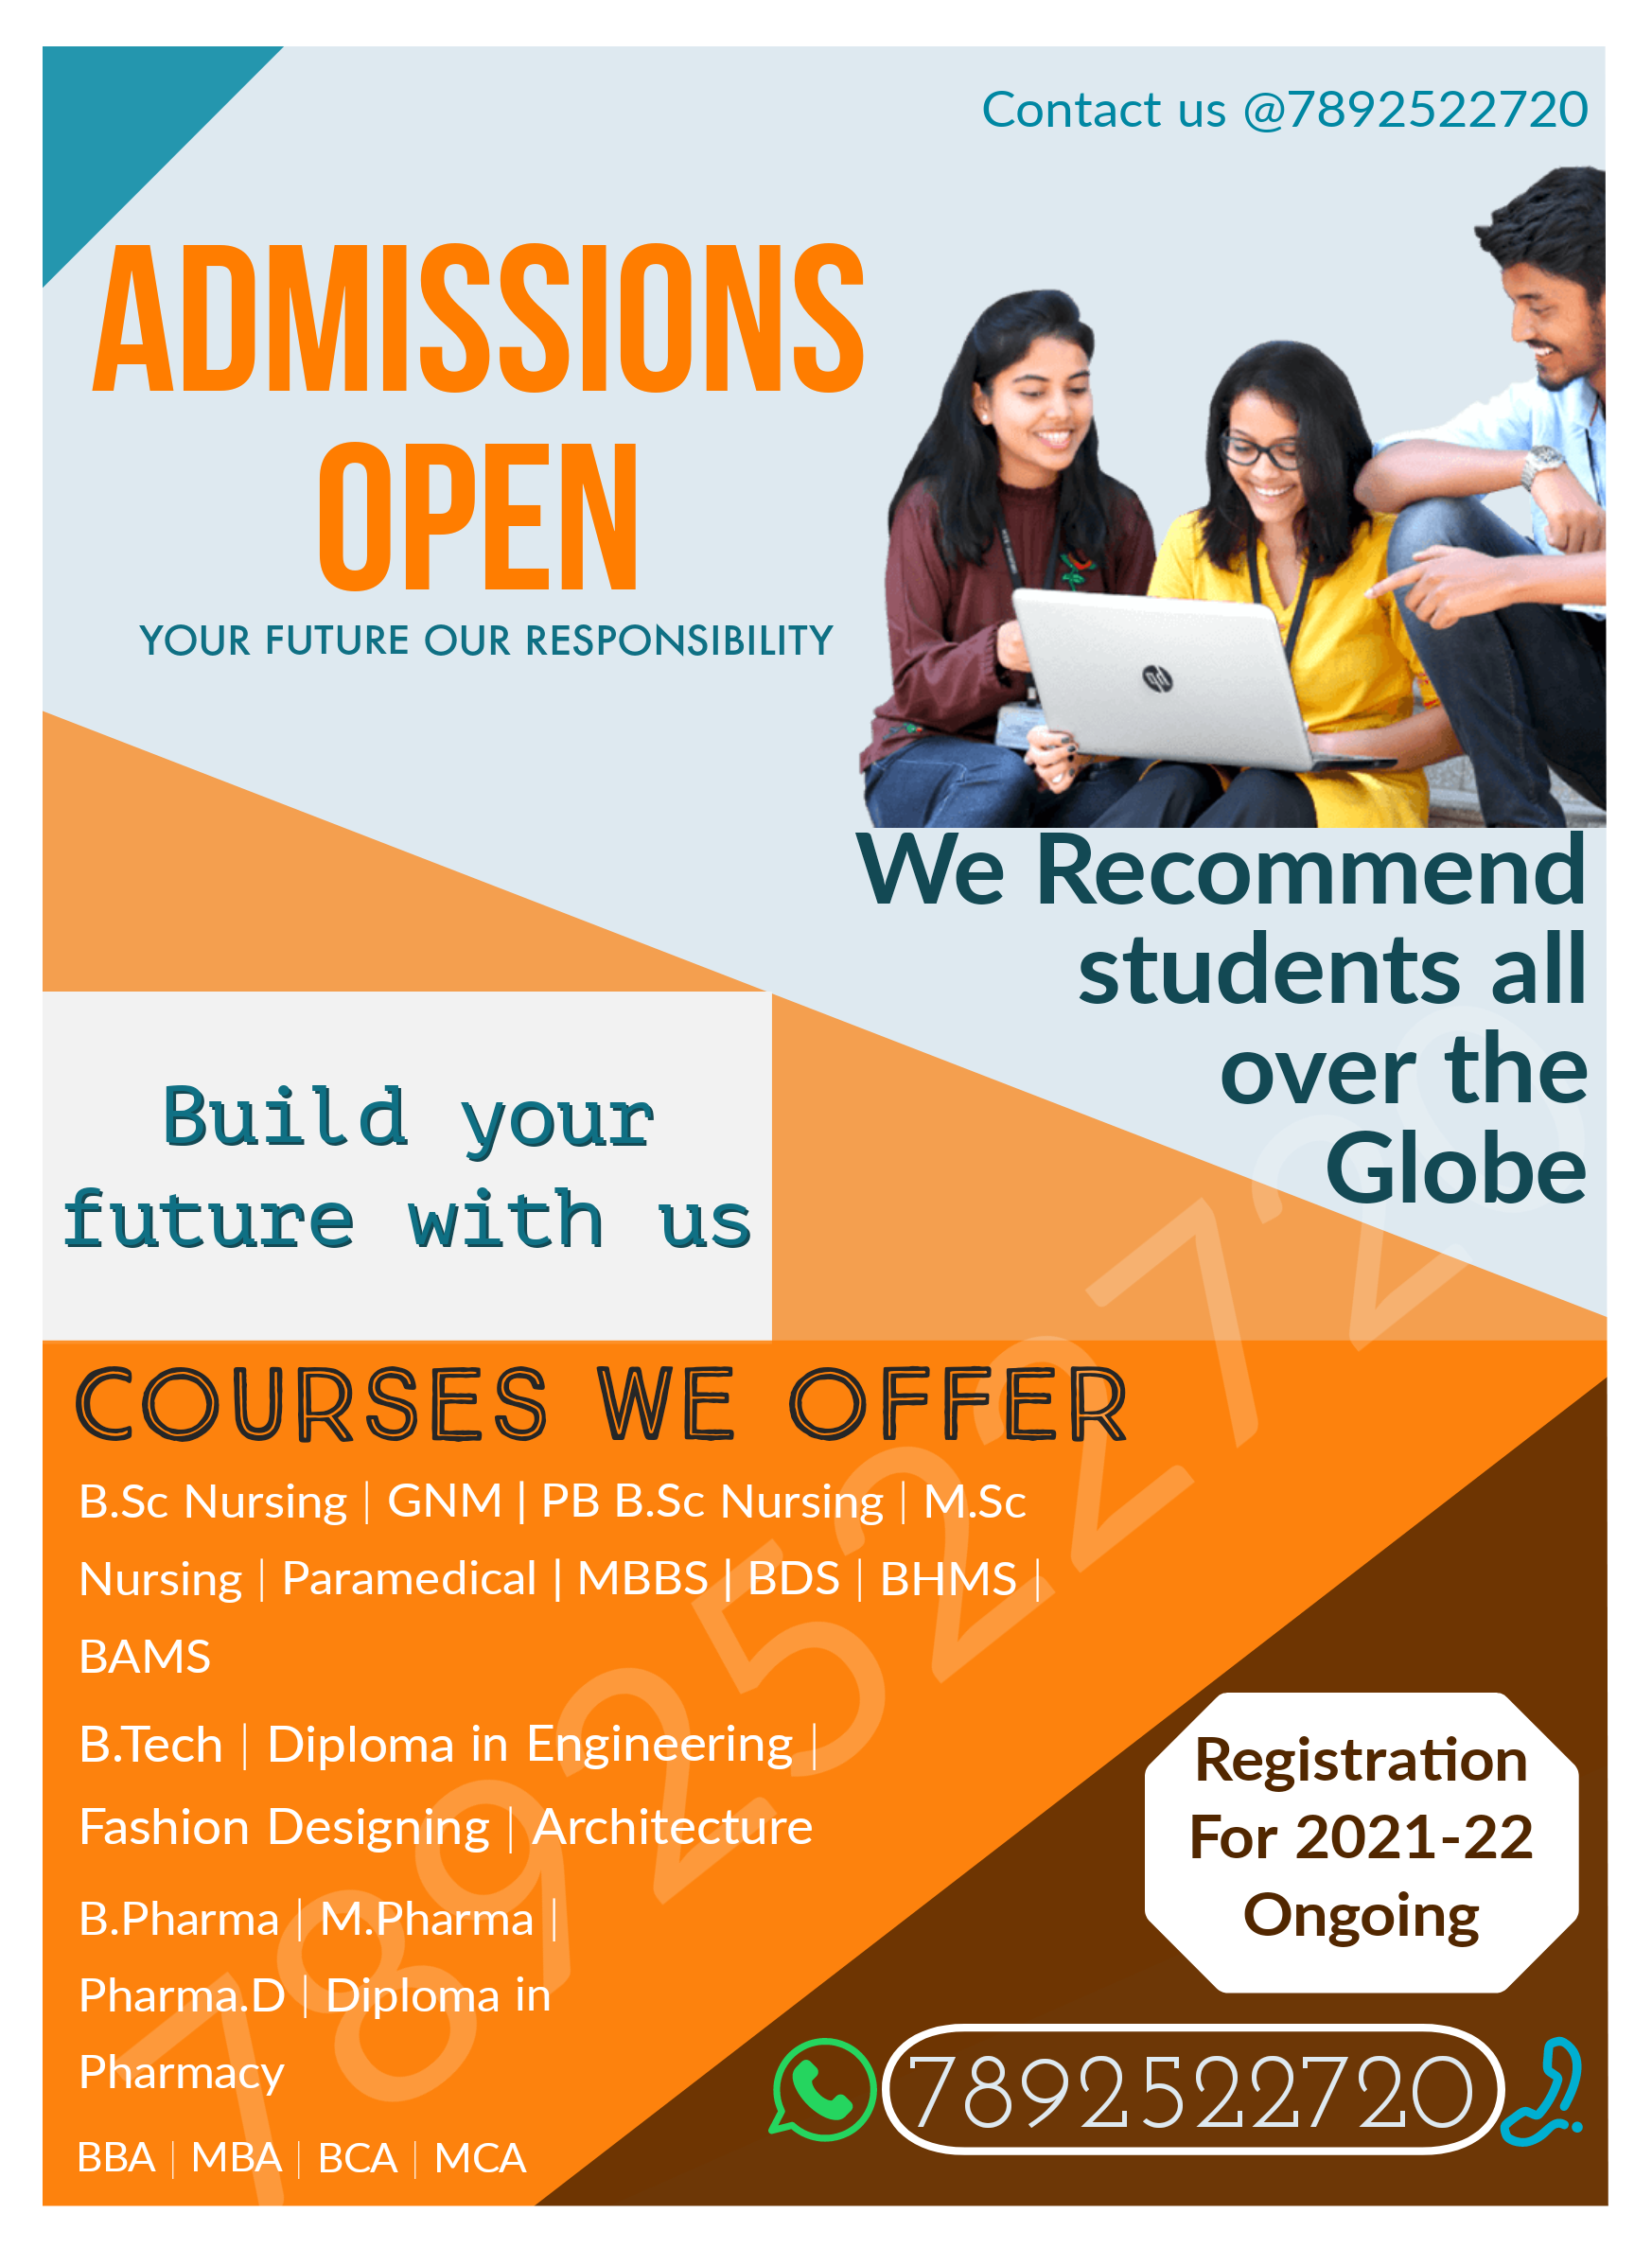 Contact us @7892522720
ADMISSIONS
OPEN
YOUR FUTURE OUR RESPONSIBILITY
hp
We Recommend
students all
over the
Globe
Build your
future with us
COURSES WE OFFER
B.Sc Nursing | GNM | PB B.Sc Nursing | M.Sc
Nursing | Paramedical | MBBS | BDS | BHMS |
BAMS
B.Tech | Diploma in Engineering |
Fashion Designing | Architecture
B.Pharma | M.Pharma |
Pharma.D | Diploma in
Pharmacy
BBA | MBA | BCA | MCA
7892522720
Registration
For 2021-22
Ongoing
7892522720